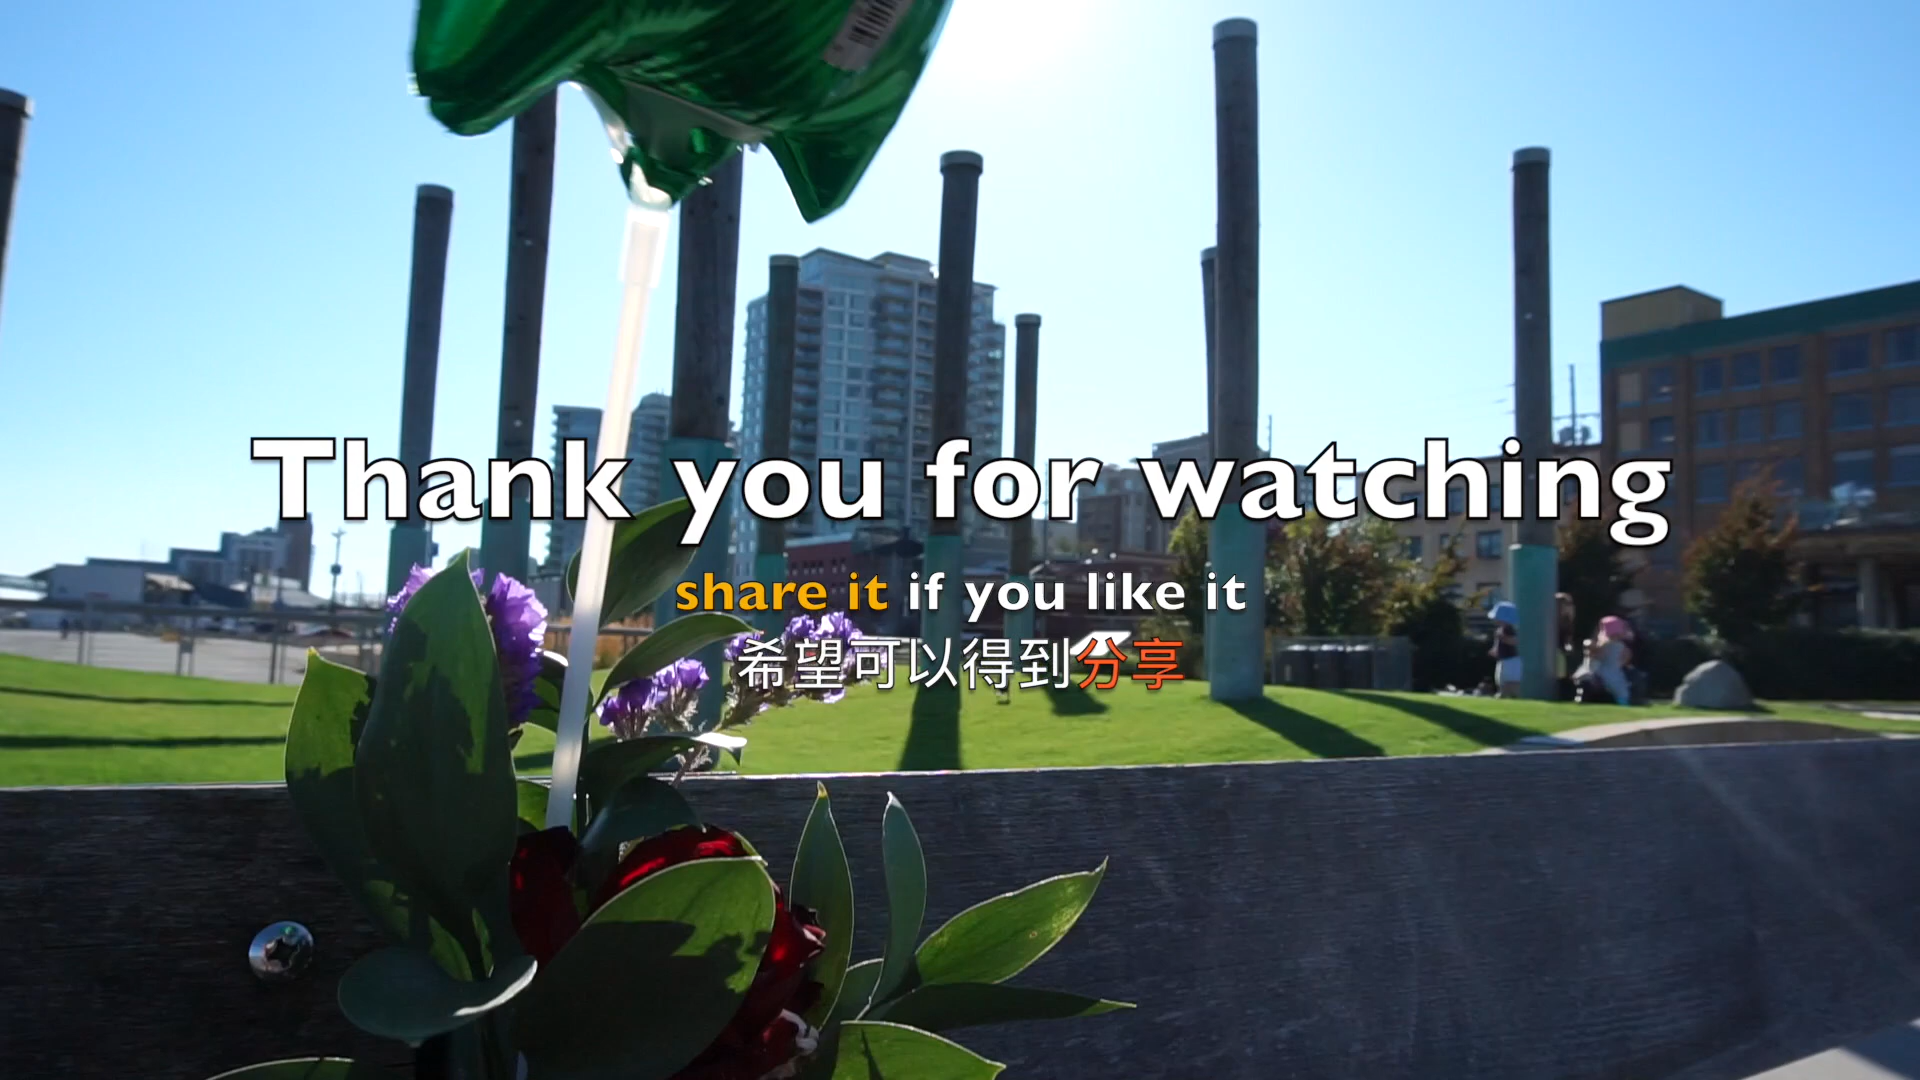 Thank you for watching
share it if you like it
希望可以得到分享